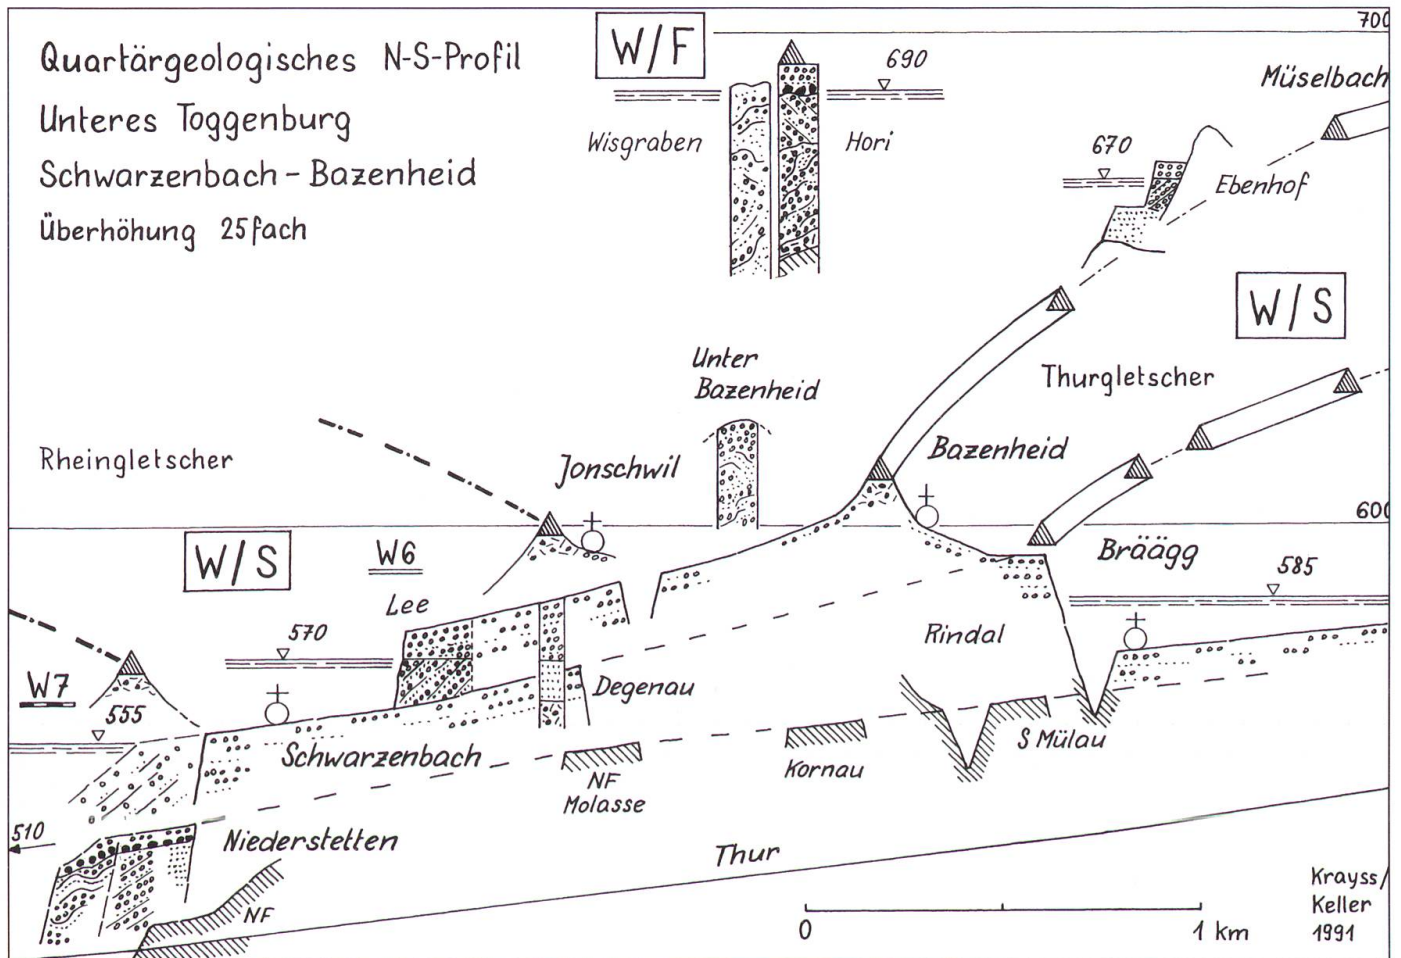 Quartärgeologisches N-S-Profil
Unteres Toggenburg
Schwarzenbach-Bazenheid
Überhöhung 25fach
W/F
700
690
Müselbach
Wisgraben
Hori
670
Ebenhof
W/S
Unter
Bazenheid
Thurgletscher
Rheingletscher
Jonschwil
Bazenheid
600
W/S
W6
Bräägg
585
Lee
570
Rindal
W7
Degenau
555
Schwarzenbach
S Mülau
NF
Molasse
Kornau
510
Niederstetten
Thur
NF
Krayss/
Keller
1991
0
1 km